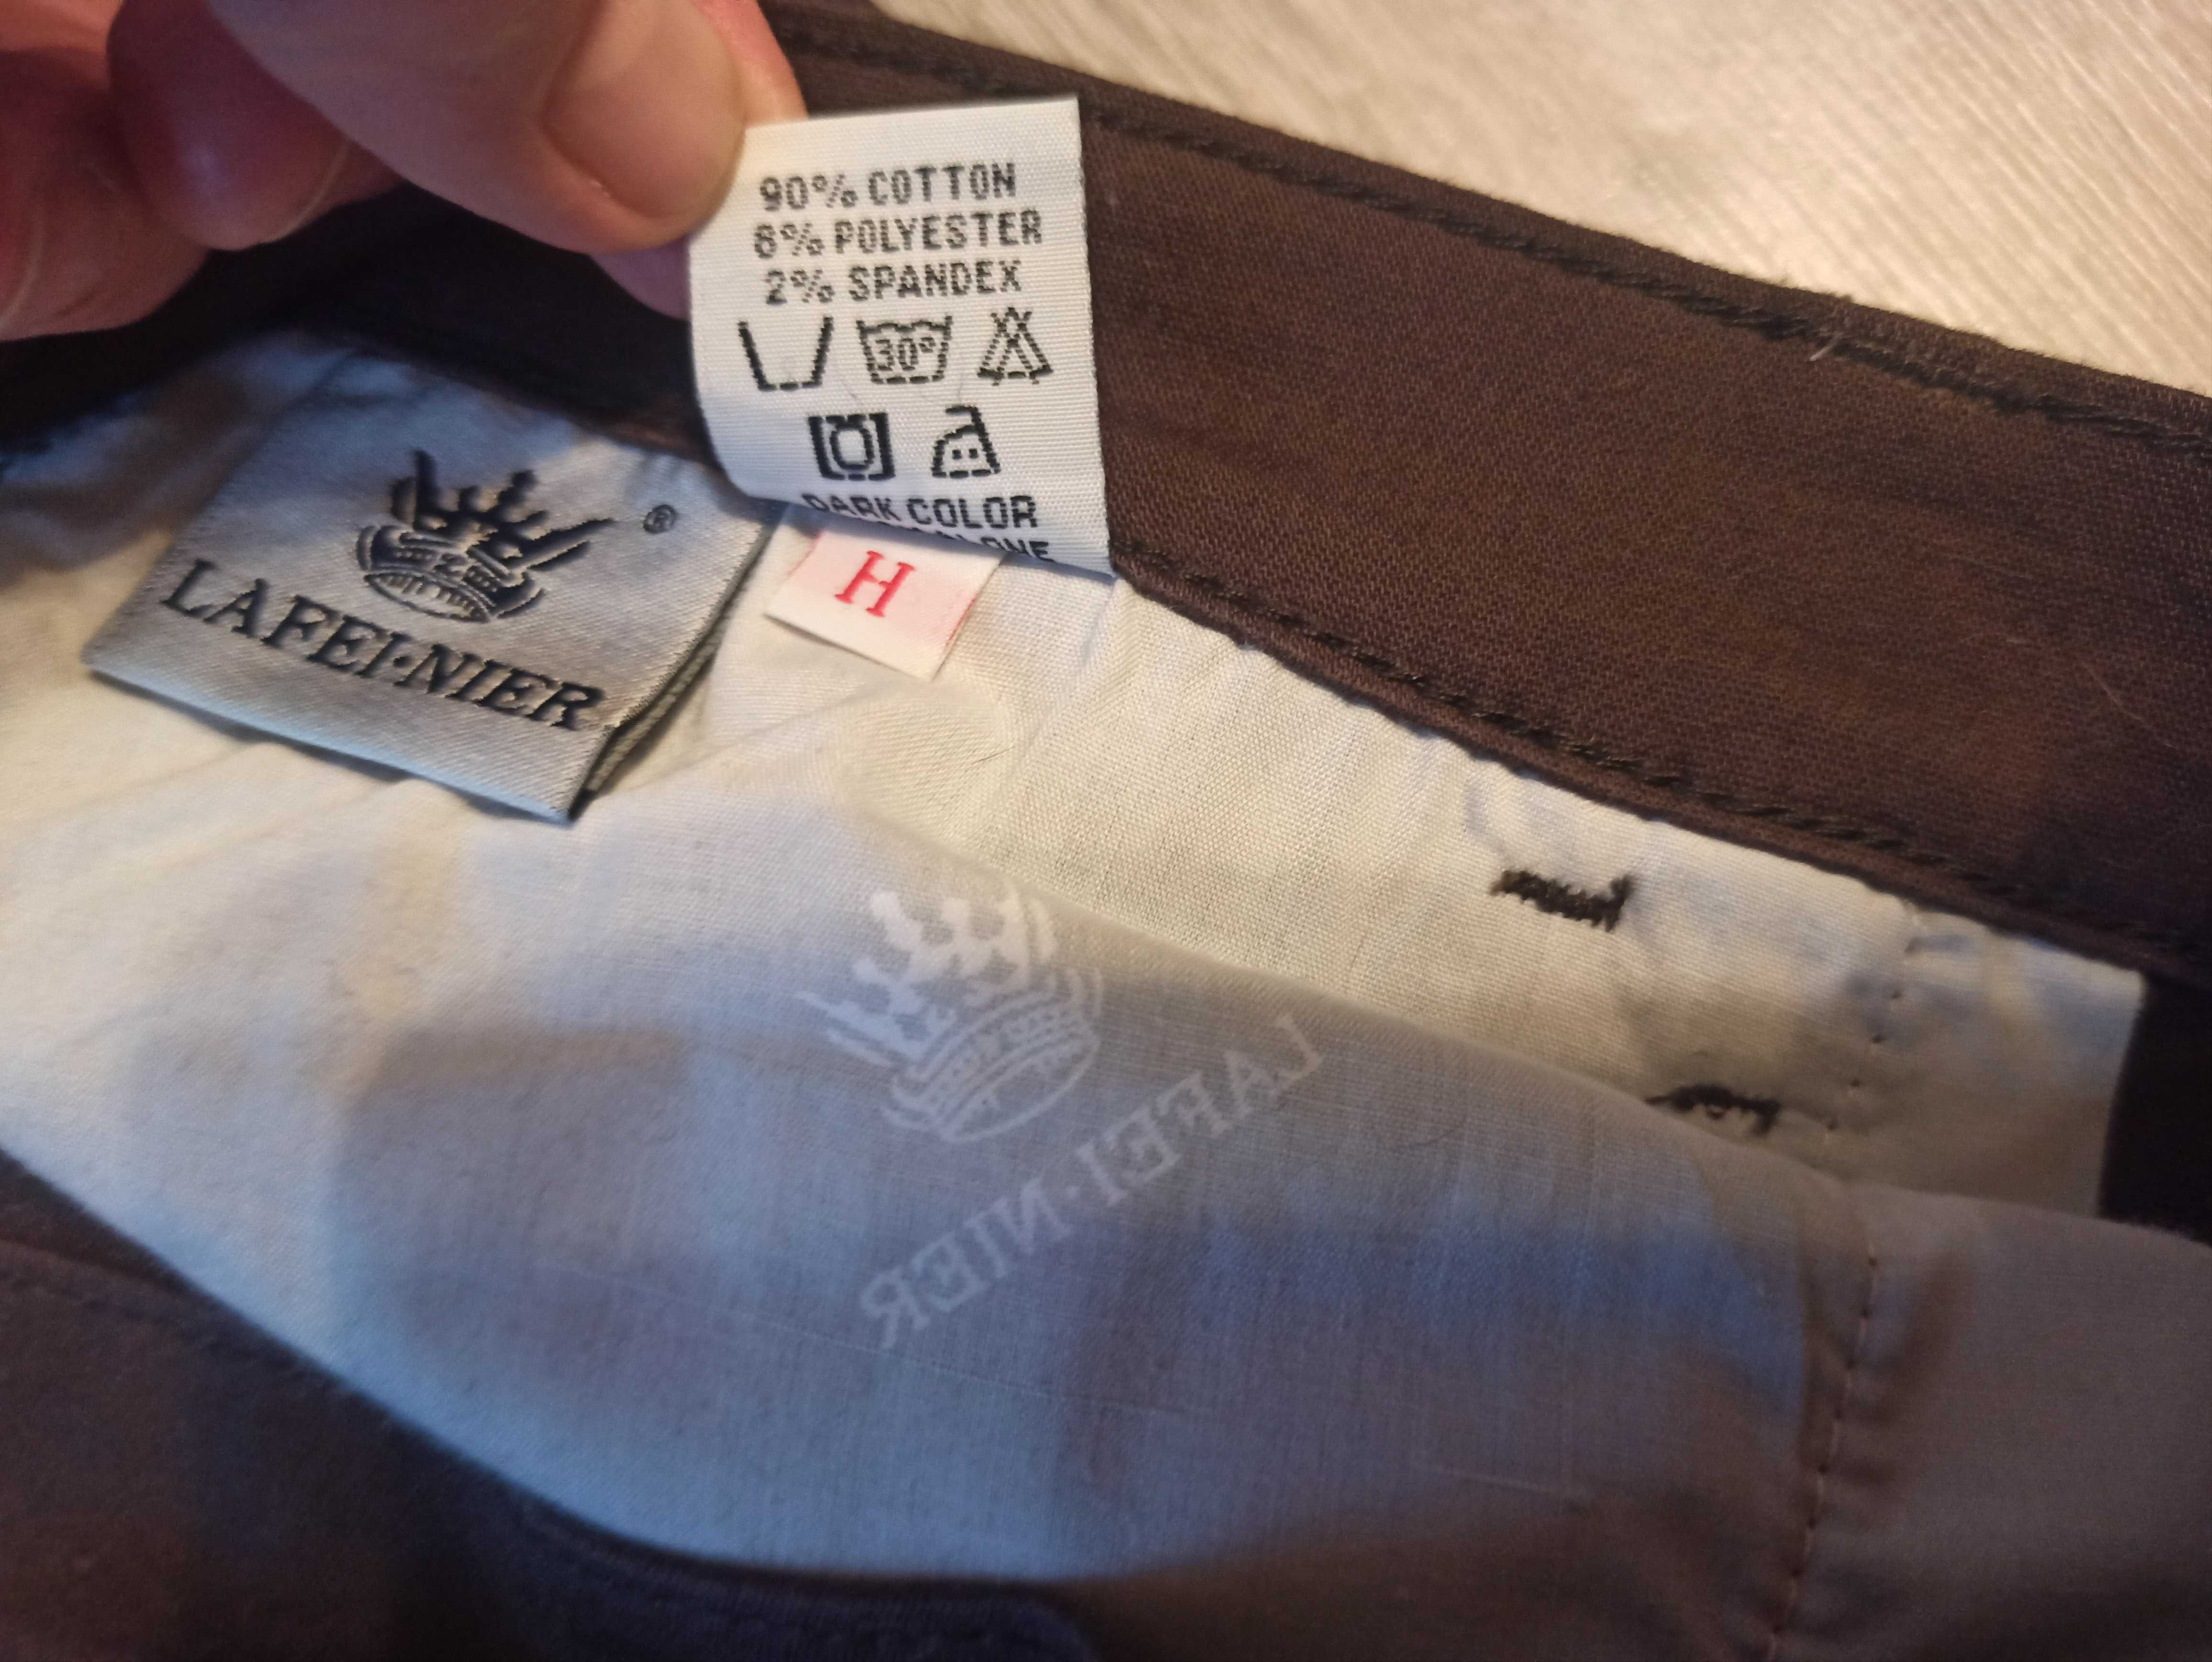 90% COTTON
8% POLYESTER
2% SPANDEX
30°
DARK COLOR
H
®
LAFEI·NIER
LAFEI·NIER